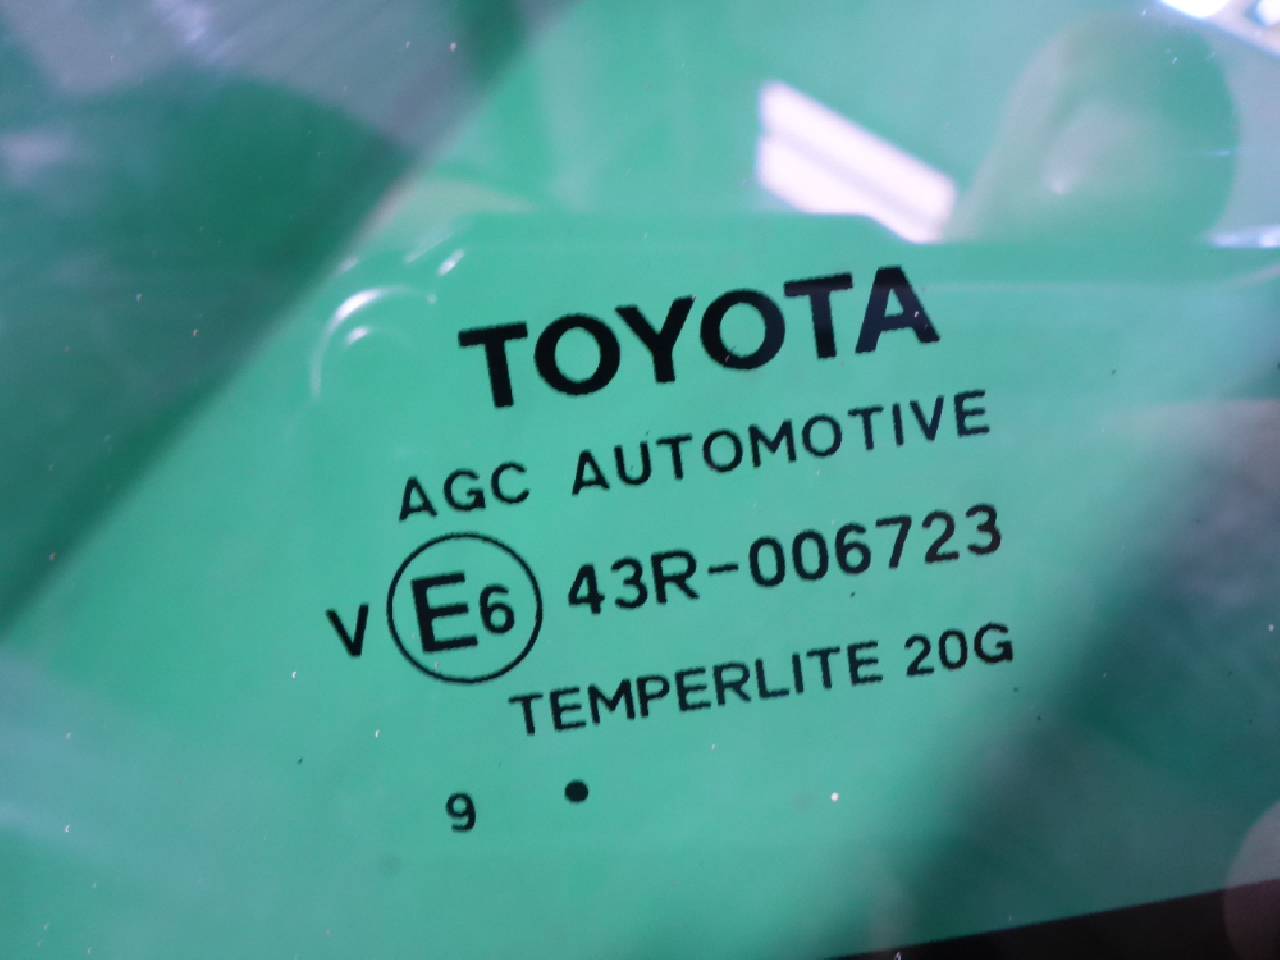 TOYOTA
AGC AUTOMOTIVE
V E6 43R-006723
TEMPERLITE 20G
9 •